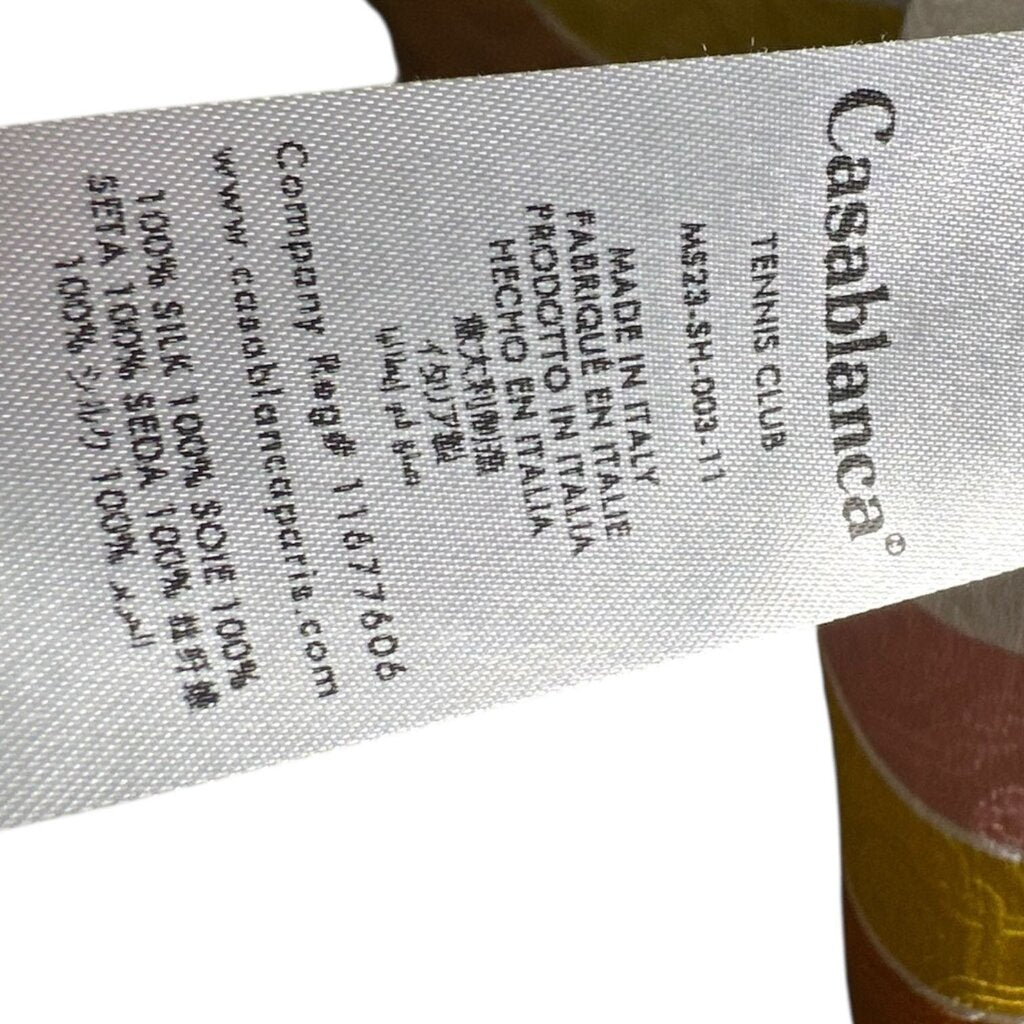 Casablanca®
TENNIS CLUB
MS23-SH-003-11
MADE IN ITALY
FABRIQUÉ EN ITALIE
PRODOTTO IN ITALIA
HECHO EN ITALIA
意大利制造
イタリア製
Company Reg# 11677606
www.casablancaparis.com
100% SILK 100% SOIE 100%
SETA 100% SEDA 100%
100% シルク 100%